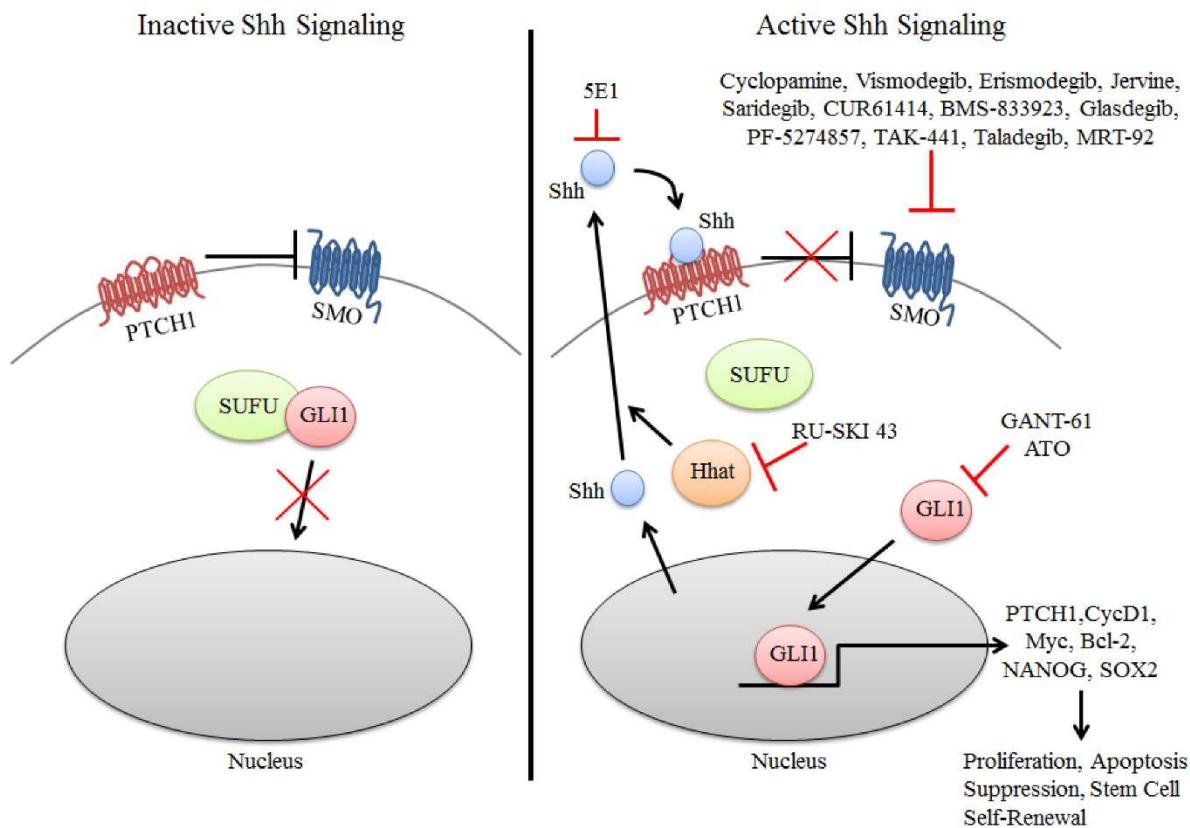 Inactive Shh Signaling
PTCH1
SMO
SUFU
GLI1
Nucleus
Active Shh Signaling
5E1
Cyclopamine, Vismodegib, Erismodegib, Jervine,
Saridegib, CUR61414, BMS-833923, Glasdegib,
PF-5274857, TAK-441, Taladegib, MRT-92
Shh
Shh
PTCH1
SMO
SUFU
RU-SKI 43
GANT-61
ATO
Hhat
Shh
GLI1
GLI1
PTCH1,CycD1,
Myc, Bcl-2,
NANOG, SOX2
Nucleus
Proliferation, Apoptosis
Suppression, Stem Cell
Self-Renewal